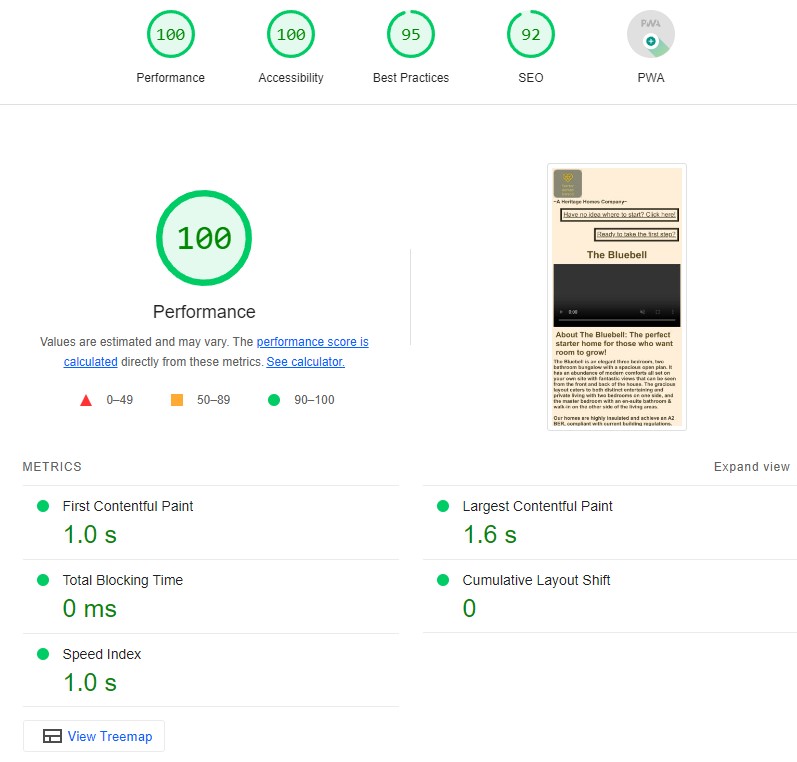 100
100
95
92
PWA
Performance
Accessibility
Best Practices
SEO
PWA
100
Performance
Values are estimated and may vary. The performance score is
calculated directly from these metrics. See calculator.
0–49
50–89
90–100
~A Heritage Homes Company~
Have no idea where to start? Click here!
Ready to take the first step?
The Bluebell
0:00
About The Bluebell: The perfect
starter home for those who want
room to grow!
The Bluebell is an elegant three bedroom, two
bathroom bungalow with a spacious open plan. It
has an abundance of modern comforts all set on
your own site with fantastic views that can be seen
from the front and back of the house. The gracious
layout caters to both distinct entertaining and
private living with two bedrooms on one side, and
the master bedroom with an en-suite bathroom &
walk-in on the other side of the living areas.
Our homes are highly insulated and achieve an A2
BER, compliant with current building regulations.
METRICS
Expand view
First Contentful Paint
1.0 s
Largest Contentful Paint
1.6 s
Total Blocking Time
0 ms
Cumulative Layout Shift
0
Speed Index
1.0 s
View Treemap